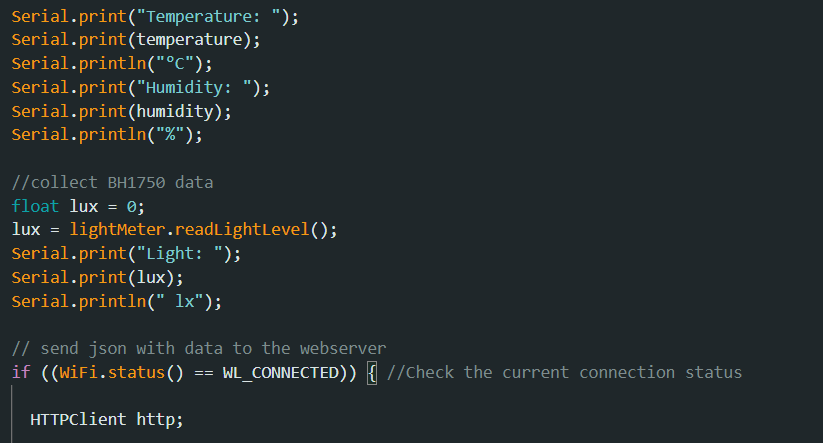 Serial.print("Temperature: ");
Serial.print(temperature);
Serial.println("ºC");
Serial.print("Humidity: ");
Serial.print(humidity);
Serial.println("%");
//collect BH1750 data
float lux = 0;
lux = lightMeter.readLightLevel();
Serial.print("Light: ");
Serial.print(lux);
Serial.println(" lx");
// send json with data to the webserver
if ((WiFi.status() == WL_CONNECTED)) { //Check the current connection status
HTTPClient http;